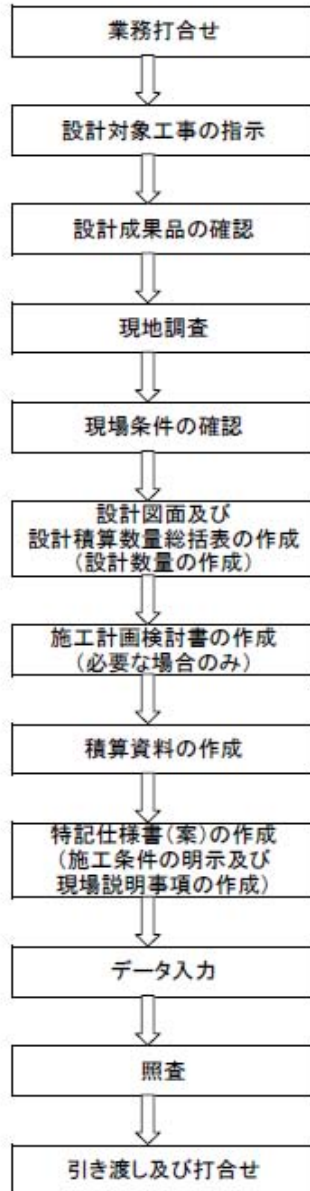 業務打合せ
設計対象工事の指示
設計成果品の確認
現地調査
現場条件の確認
設計図面及び
設計積算数量総括表の作成
(設計数量の作成)
施工計画検討書の作成
(必要な場合のみ)
積算資料の作成
特記仕様書(案)の作成
(施工条件の明示及び
現場説明事項の作成)
データ入力
照査
引き渡し及び打合せ